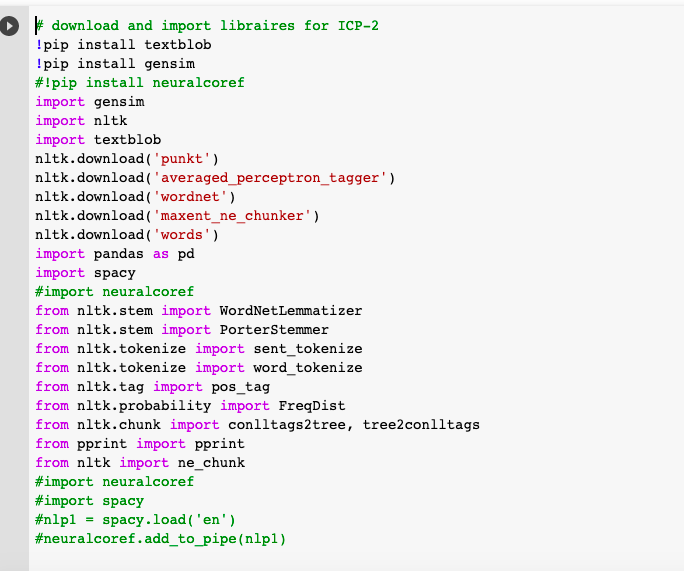 # download and import libraires for ICP-2
!pip install textblob
!pip install gensim
#!pip install neuralcoref
import gensim
import nltk
import textblob
nltk.download('punkt')
nltk.download('averaged_perceptron_tagger')
nltk.download('wordnet')
nltk.download('maxent_ne_chunker')
nltk.download('words')
import pandas as pd
import spacy
#import neuralcoref
from nltk.stem import WordNetLemmatizer
from nltk.stem import PorterStemmer
from nltk.tokenize import sent_tokenize
from nltk.tokenize import word_tokenize
from nltk.tag import pos_tag
from nltk.probability import FreqDist
from nltk.chunk import conlltags2tree, tree2conlltags
from pprint import pprint
from nltk import ne_chunk
#import neuralcoref
#import spacy
#nlp1 = spacy.load('en')
#neuralcoref.add_to_pipe(nlp1)